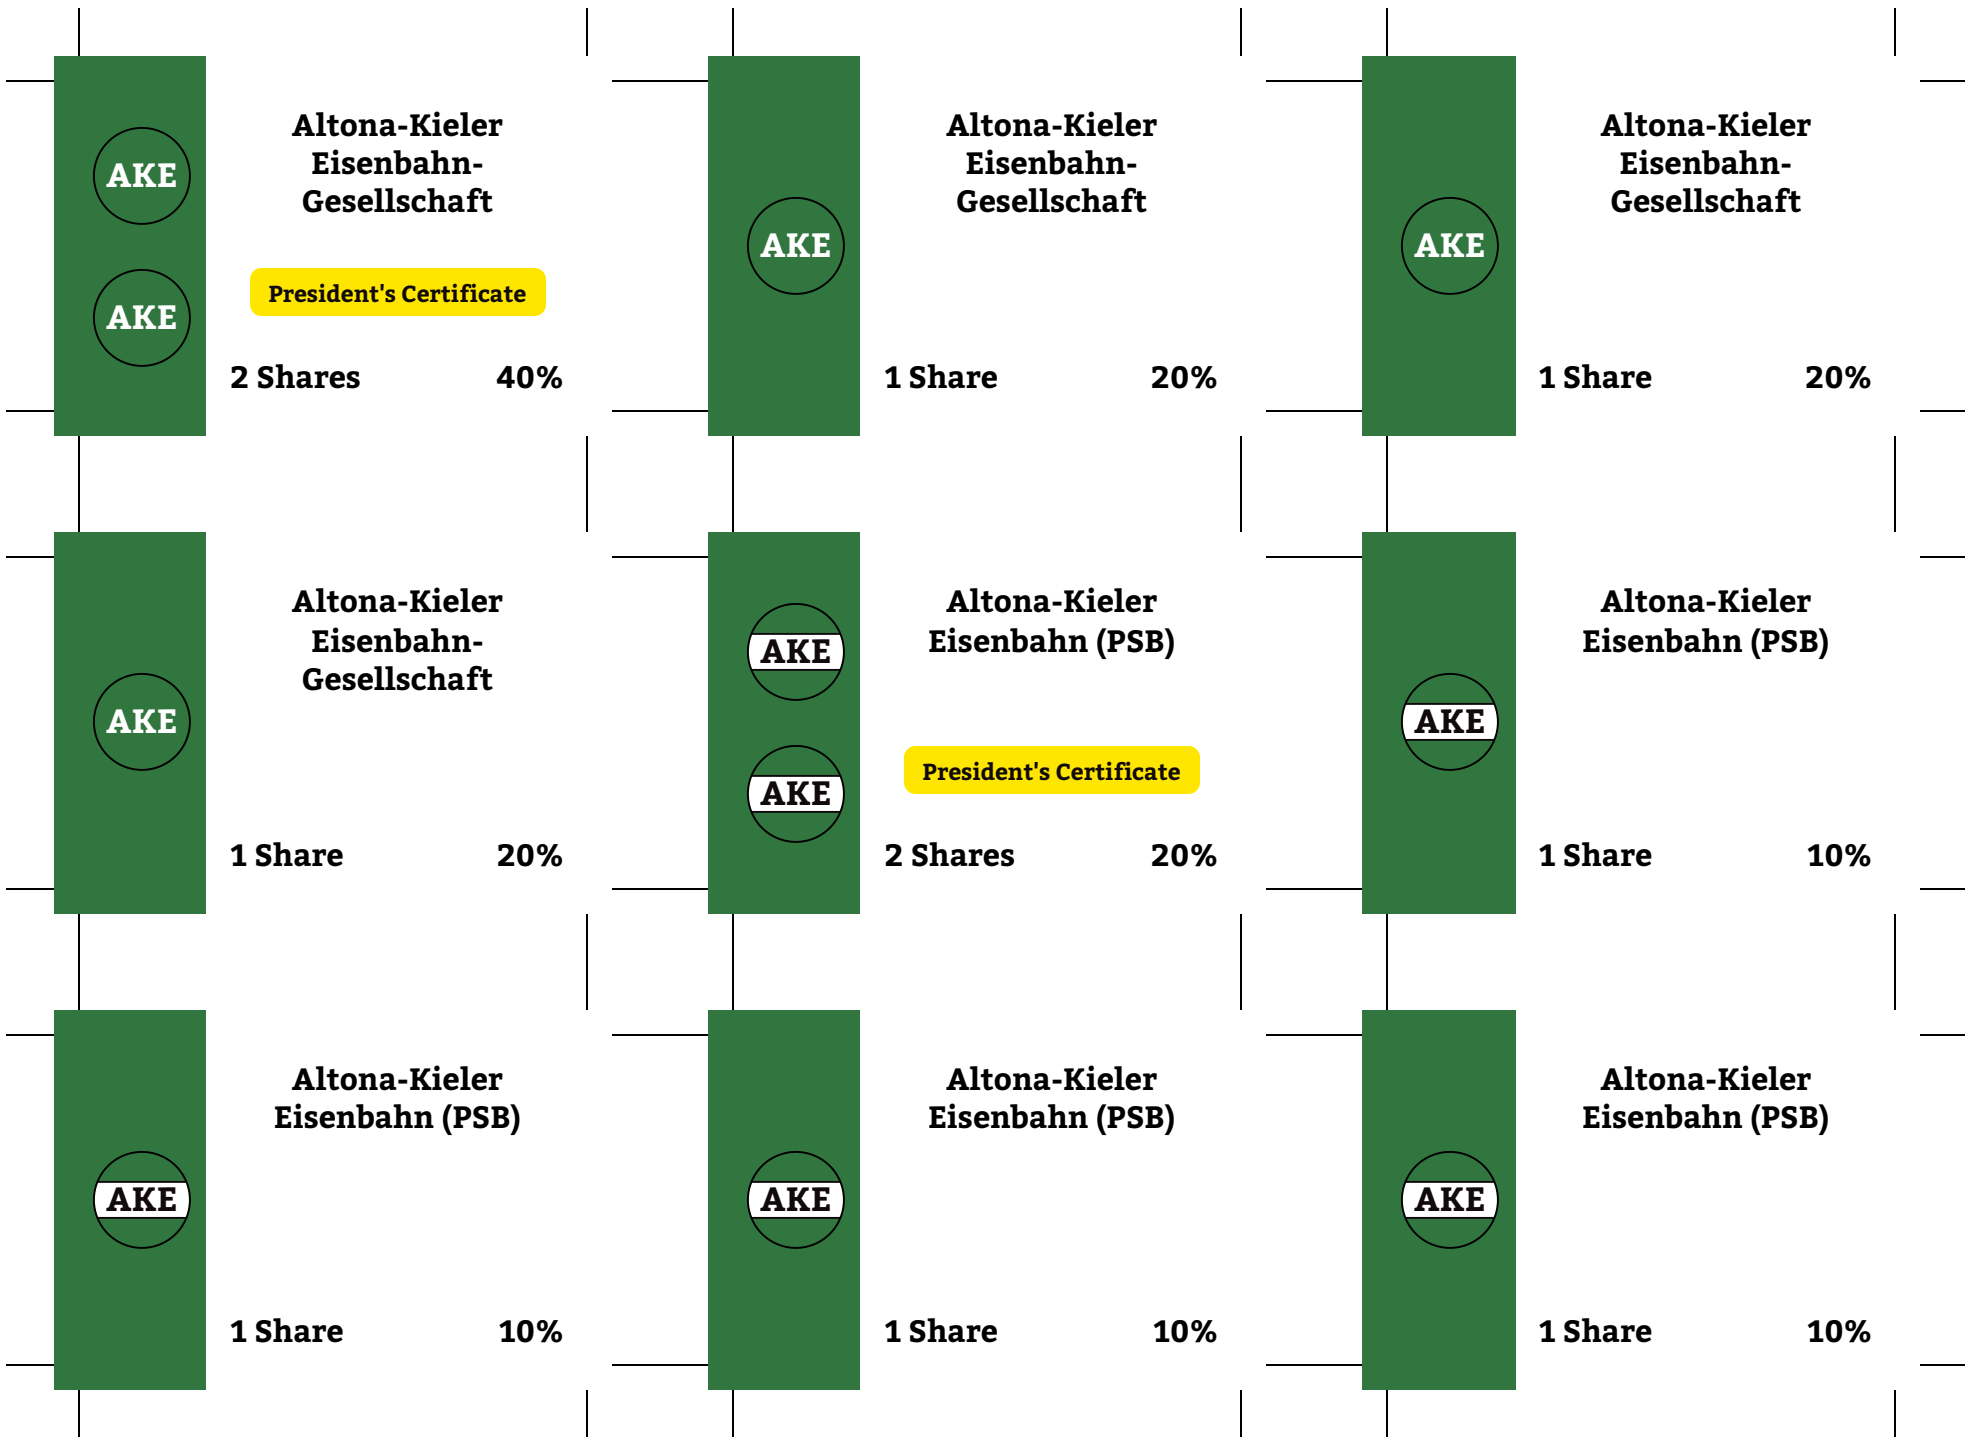 AKE
AKE
Altona-Kieler
Eisenbahn-
Gesellschaft
President's Certificate
2 Shares 40%
AKE
Altona-Kieler
Eisenbahn-
Gesellschaft
1 Share 20%
AKE
Altona-Kieler
Eisenbahn-
Gesellschaft
1 Share 20%
AKE
Altona-Kieler
Eisenbahn-
Gesellschaft
1 Share 20%
AKE
AKE
Altona-Kieler
Eisenbahn (PSB)
President's Certificate
2 Shares 20%
AKE
Altona-Kieler
Eisenbahn (PSB)
1 Share 10%
AKE
Altona-Kieler
Eisenbahn (PSB)
1 Share 10%
AKE
Altona-Kieler
Eisenbahn (PSB)
1 Share 10%
AKE
Altona-Kieler
Eisenbahn (PSB)
1 Share 10%